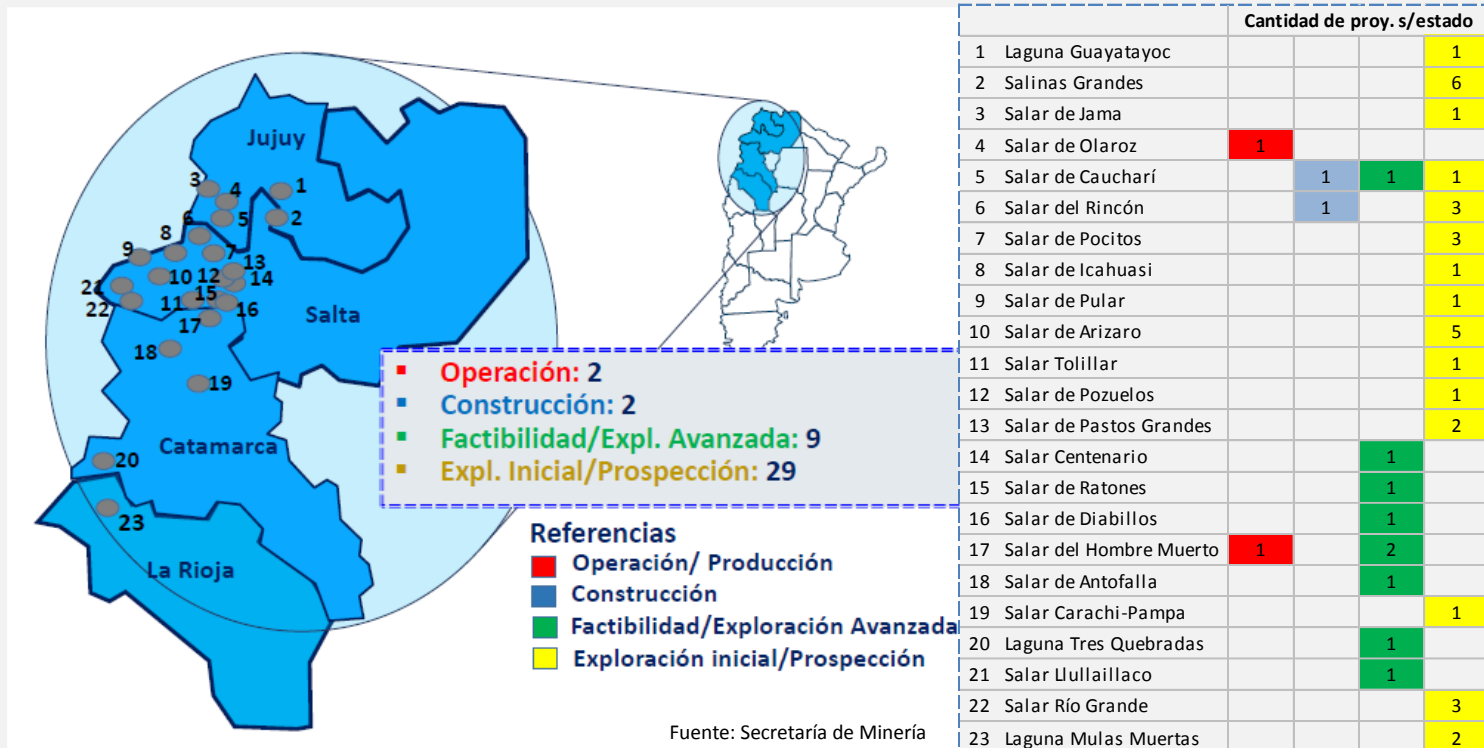 Jujuy
3
4
1
6
5
2
8
9
7
13
10
12
14
21
22
11
15
16
17
Salta
18
19
Catamarca
20
23
La Rioja
▪ Operación: 2
▪ Construcción: 2
▪ Factibilidad/Expl. Avanzada: 9
▪ Expl. Inicial/Prospección: 29
Referencias
Operación/ Producción
Construcción
Factibilidad/Exploración Avanzada
Exploración inicial/Prospección
Fuente: Secretaría de Minería
Cantidad de proy. s/estado
1 Laguna Guayatayoc 1
2 Salinas Grandes 6
3 Salar de Jama 1
4 Salar de Olaroz 1
5 Salar de Caucharí 1 1 1
6 Salar del Rincón 1 3
7 Salar de Pocitos 3
8 Salar de Icahuasi 1
9 Salar de Pular 1
10 Salar de Arizaro 5
11 Salar Tolillar 1
12 Salar de Pozuelos 1
13 Salar de Pastos Grandes 2
14 Salar Centenario 1
15 Salar de Ratones 1
16 Salar de Diabillos 1
17 Salar del Hombre Muerto 1 2
18 Salar de Antofalla 1
19 Salar Carachi-Pampa 1
20 Laguna Tres Quebradas 1
21 Salar Llullaillaco 1
22 Salar Río Grande 3
23 Laguna Mulas Muertas 2